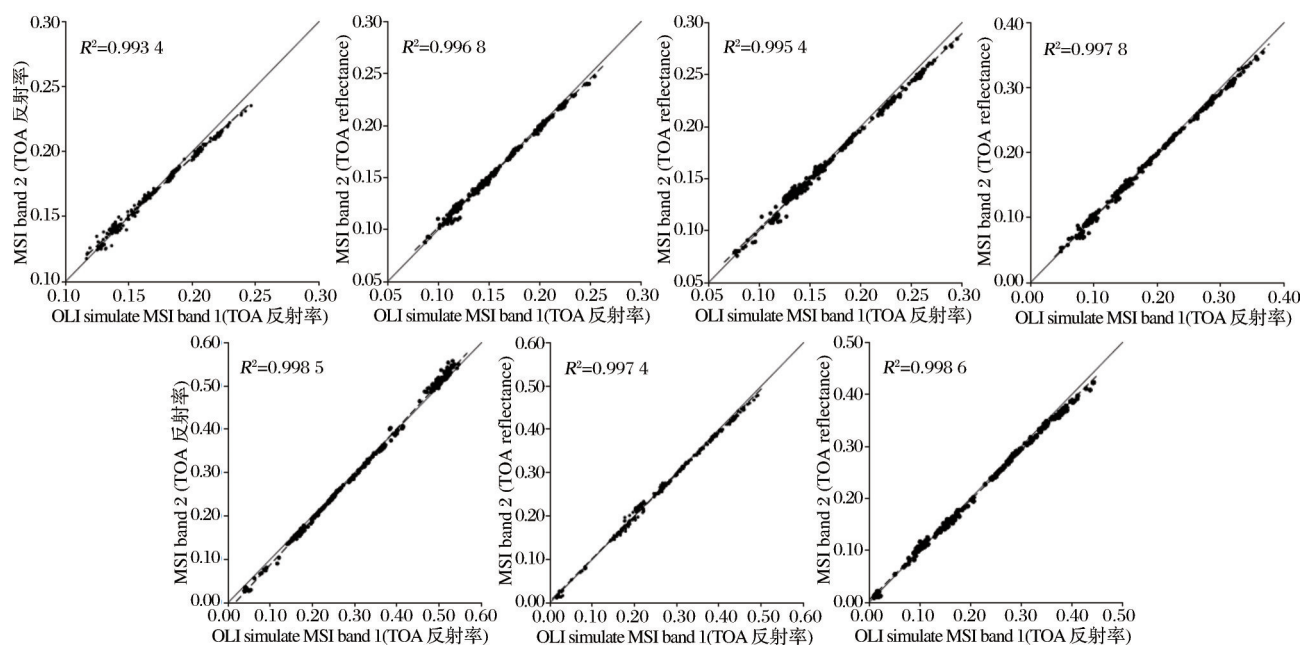 0.30
R²=0.993 4
0.25
0.20
0.15
0.10
0.10 0.15 0.20 0.25 0.30
MSI band 2 (TOA 反射率)
OLI simulate MSI band 1(TOA 反射率)
0.30
R²=0.996 8
0.25
0.20
0.15
0.10
0.05
0.05 0.10 0.15 0.20 0.25 0.30
MSI band 2 (TOA reflectance)
OLI simulate MSI band 1(TOA 反射率)
0.30
R²=0.995 4
0.25
0.20
0.15
0.10
0.05
0.05 0.10 0.15 0.20 0.25 0.30
MSI band 2 (TOA reflectance)
OLI simulate MSI band 1(TOA 反射率)
0.40
R²=0.997 8
0.30
0.20
0.10
0.00
0.00 0.10 0.20 0.30 0.40
MSI band 2 (TOA reflectance)
OLI simulate MSI band 1(TOA 反射率)
0.60
R²=0.998 5
0.50
0.40
0.30
0.20
0.10
0.00
0.00 0.10 0.20 0.30 0.40 0.50 0.60
MSI band 2 (TOA 反射率)
OLI simulate MSI band 1(TOA 反射率)
0.60
R²=0.997 4
0.50
0.40
0.30
0.20
0.10
0.00
0.00 0.10 0.20 0.30 0.40 0.50 0.60
MSI band 2 (TOA reflectance)
OLI simulate MSI band 1(TOA 反射率)
0.50
R²=0.998 6
0.40
0.30
0.20
0.10
0.00
0.00 0.10 0.20 0.30 0.40 0.50
MSI band 2 (TOA reflectance)
OLI simulate MSI band 1(TOA 反射率)